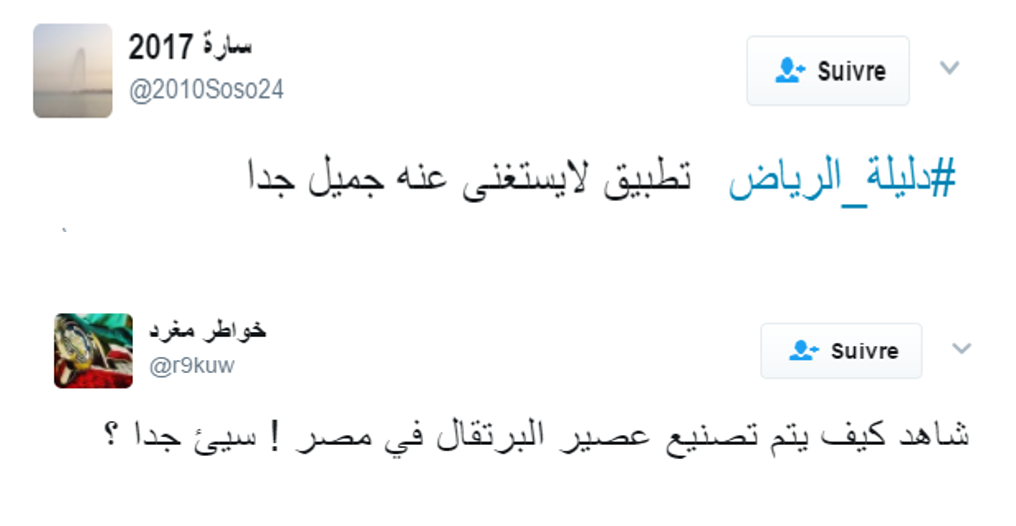 سارة 2017
@2010Soso24
Suivre
#دليلة_الرياض تطبيق لايستغنى عنه جميل جدا
خواطر مغرد
@r9kuw
Suivre
شاهد كيف يتم تصنيع عصير البرتقال في مصر ! سيئ جدا ؟